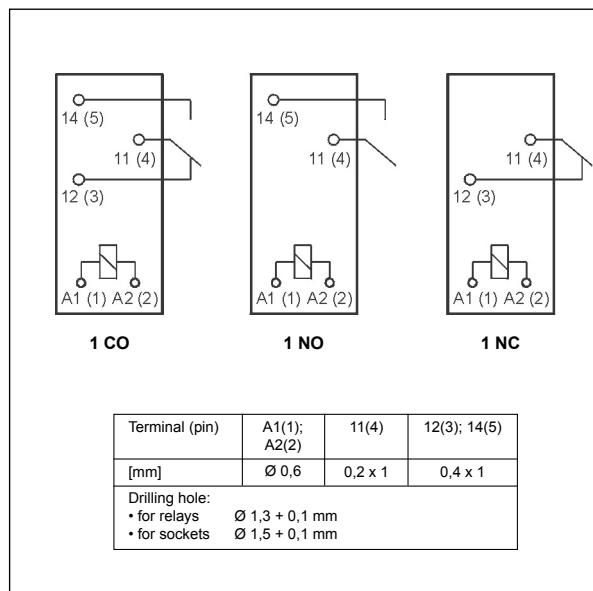 14 (5)
11 (4)
12 (3)
A1 (1) A2 (2)
1 CO
14 (5)
11 (4)
A1 (1) A2 (2)
1 NO
11 (4)
12 (3)
A1 (1) A2 (2)
1 NC
Terminal (pin) A1(1); 11(4) 12(3); 14(5)
A2(2)
[mm] Ø 0,6 0,2 x 1 0,4 x 1
Drilling hole:
• for relays Ø 1,3 + 0,1 mm
• for sockets Ø 1,5 + 0,1 mm